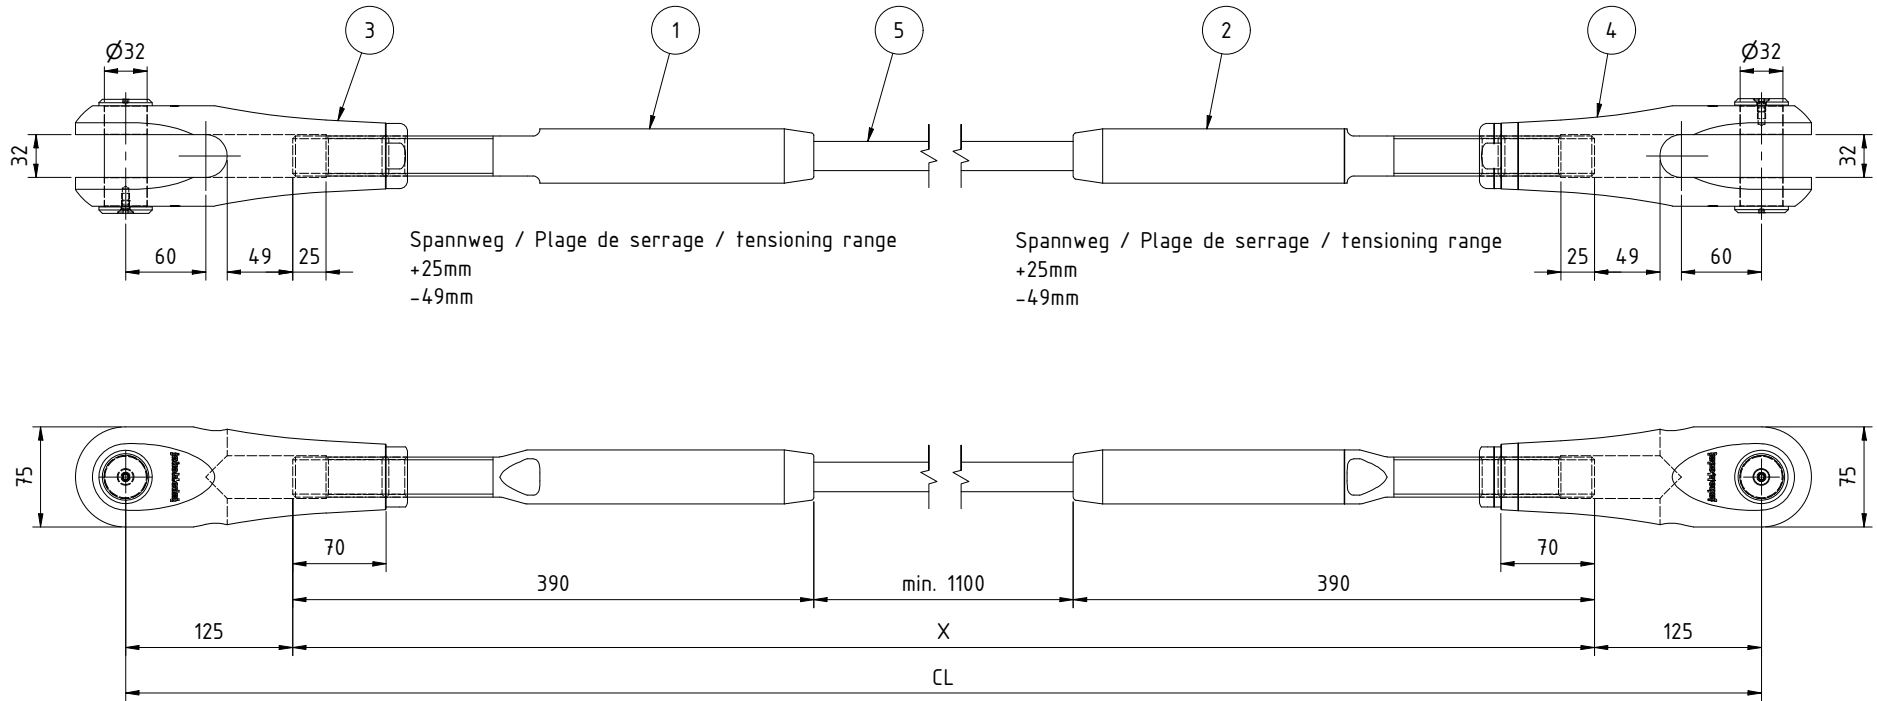 3
1
5
2
4
Ø32
Ø32
32
32
60
49
25
Spannweg / Plage de serrage / tensioning range
+25mm
-49mm
Spannweg / Plage de serrage / tensioning range
+25mm
-49mm
25
49
60
75
75
70
70
390
min. 1100
390
125
X
125
CL